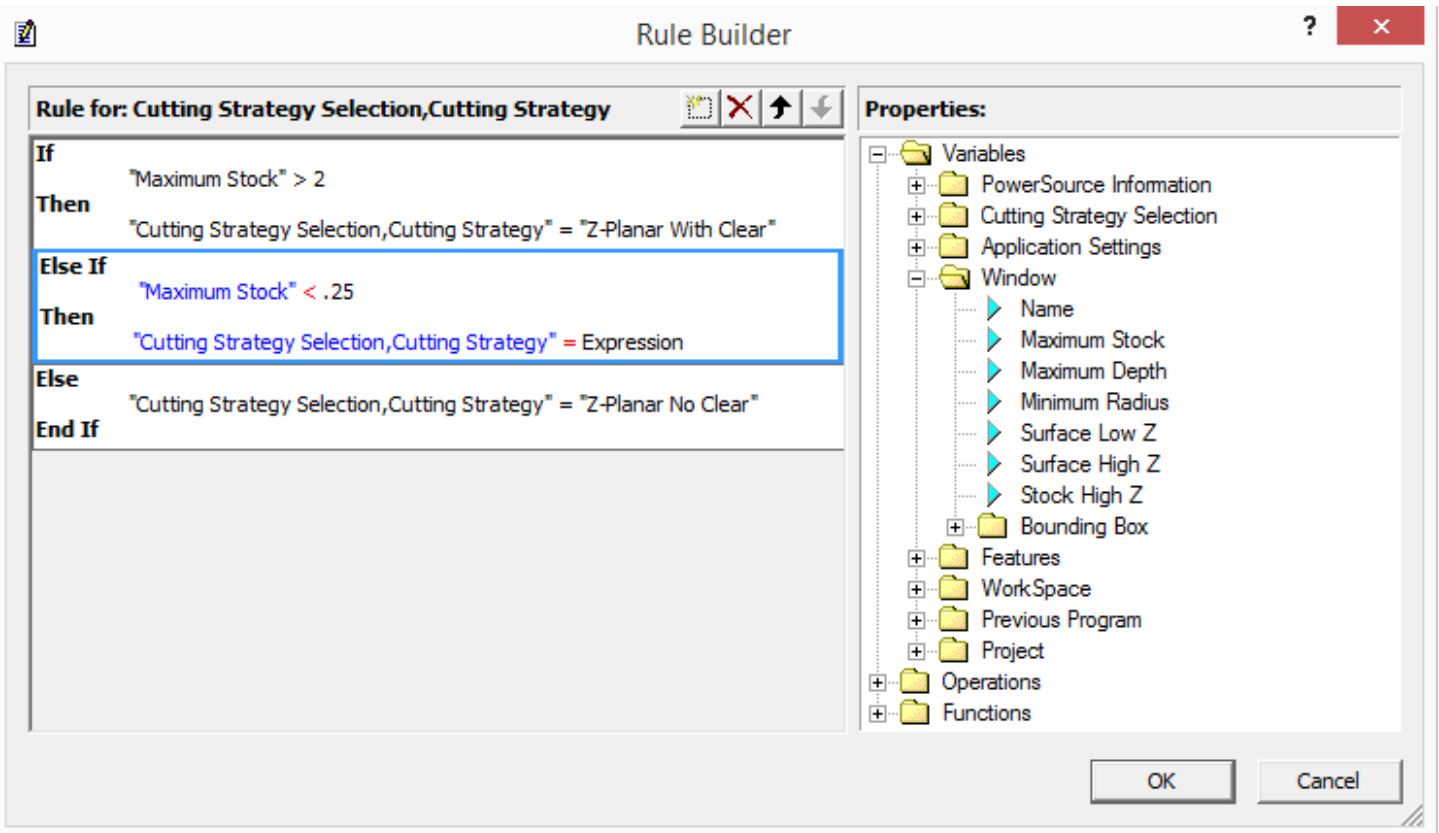 Rule Builder
?
Rule for: Cutting Strategy Selection,Cutting Strategy
If
"Maximum Stock" > 2
Then
"Cutting Strategy Selection,Cutting Strategy" = "Z-Planar With Clear"
Else If
"Maximum Stock" < .25
Then
"Cutting Strategy Selection,Cutting Strategy" = Expression
Else
"Cutting Strategy Selection,Cutting Strategy" = "Z-Planar No Clear"
End If
Properties:
Variables
PowerSource Information
Cutting Strategy Selection
Application Settings
Window
Name
Maximum Stock
Maximum Depth
Minimum Radius
Surface Low Z
Surface High Z
Stock High Z
Bounding Box
Features
WorkSpace
Previous Program
Project
Operations
Functions
OK
Cancel